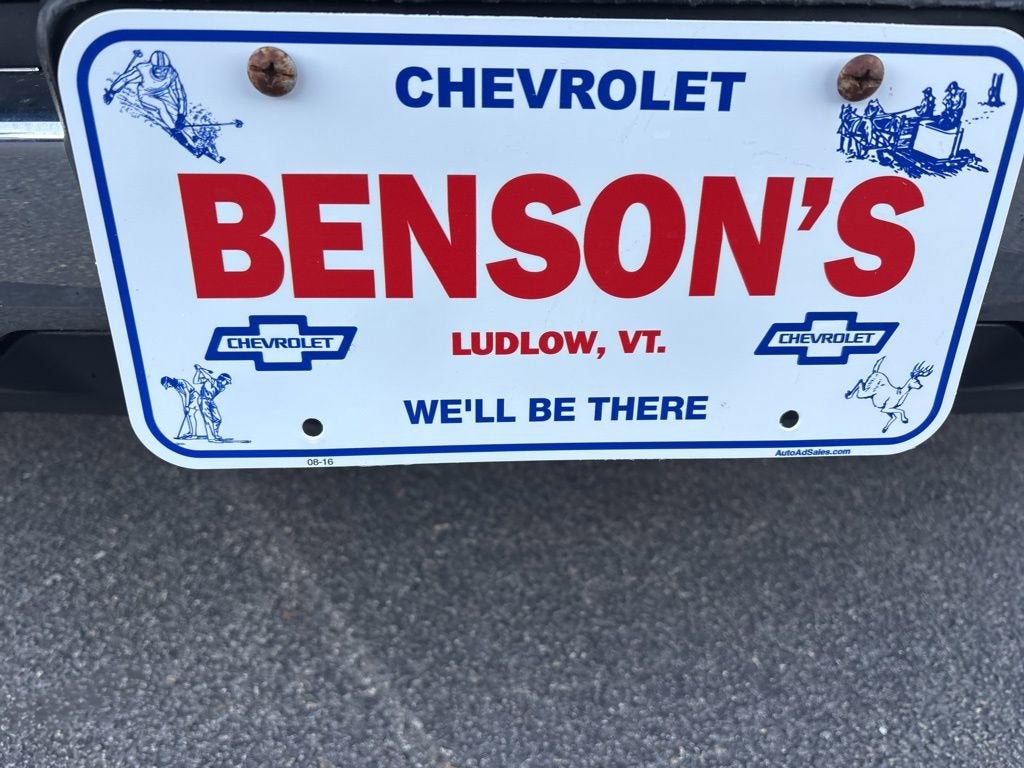 CHEVROLET
BENSON'S
CHEVROLET
LUDLOW, VT.
CHEVROLET
WE'LL BE THERE
08-16
AutoAdSales.com